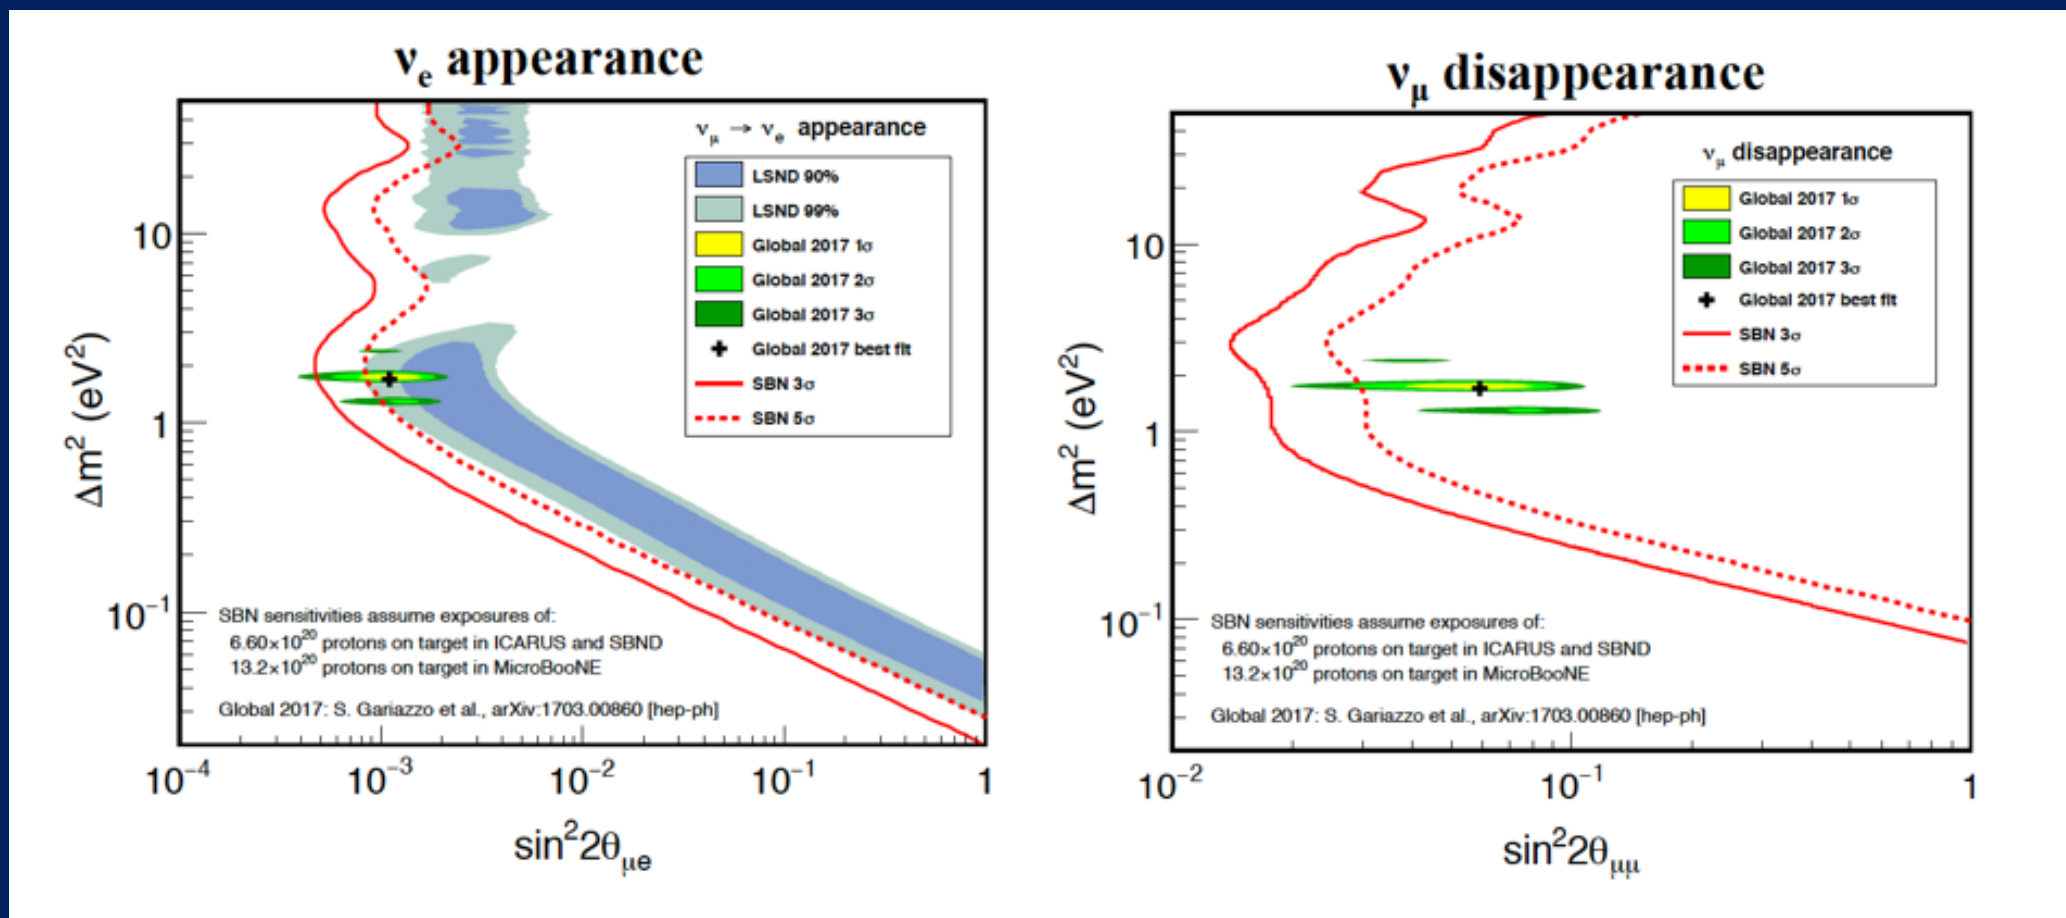 νe appearance
νμ → νe appearance
LSND 90%
LSND 99%
Global 2017 1σ
Global 2017 2σ
Global 2017 3σ
Global 2017 best fit
SBN 3σ
SBN 5σ
10
1
10⁻¹
Δm² (eV²)
SBN sensitivities assume exposures of:
6.60×10²⁰ protons on target in ICARUS and SBND
13.2×10²⁰ protons on target in MicroBooNE
Global 2017: S. Gariazzo et al., arXiv:1703.00860 [hep-ph]
10⁻⁴ 10⁻³ 10⁻² 10⁻¹ 1
sin²2θμe
νμ disappearance
νμ disappearance
Global 2017 1σ
Global 2017 2σ
Global 2017 3σ
Global 2017 best fit
SBN 3σ
SBN 5σ
10
1
10⁻¹
Δm² (eV²)
SBN sensitivities assume exposures of:
6.60×10²⁰ protons on target in ICARUS and SBND
13.2×10²⁰ protons on target in MicroBooNE
Global 2017: S. Gariazzo et al., arXiv:1703.00860 [hep-ph]
10⁻² 10⁻¹ 1
sin²2θμμ